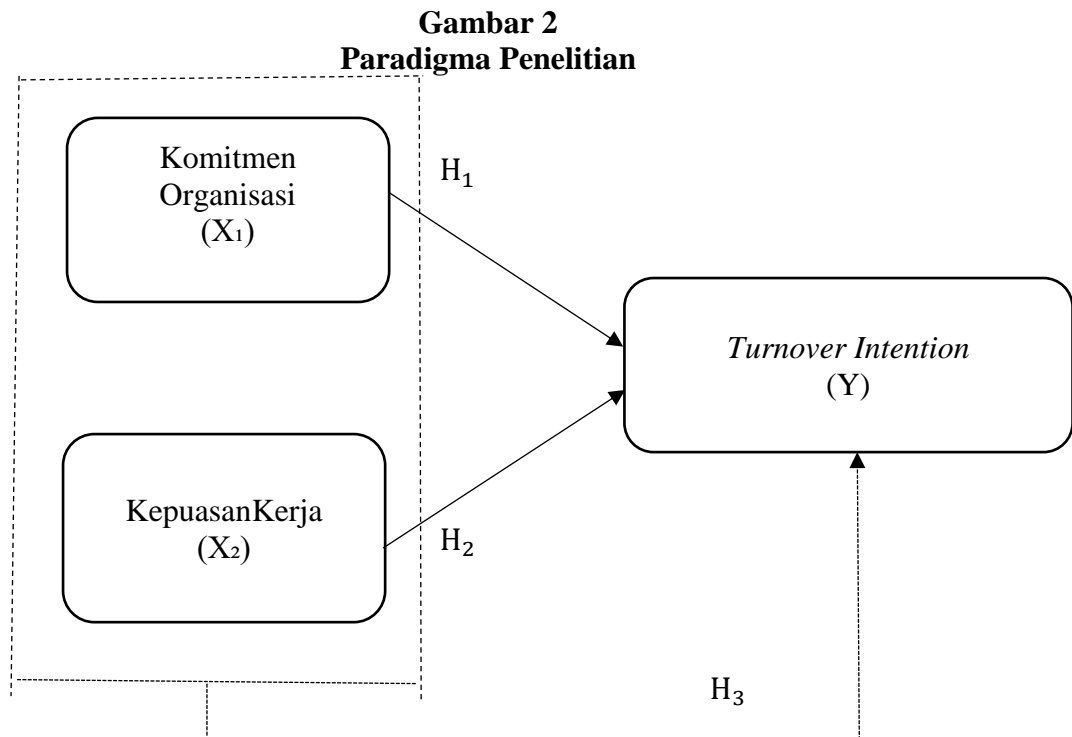 Gambar 2
Paradigma Penelitian
Komitmen
Organisasi
(X₁)
H₁
Turnover Intention
(Y)
KepuasanKerja
(X₂)
H₂
H₃